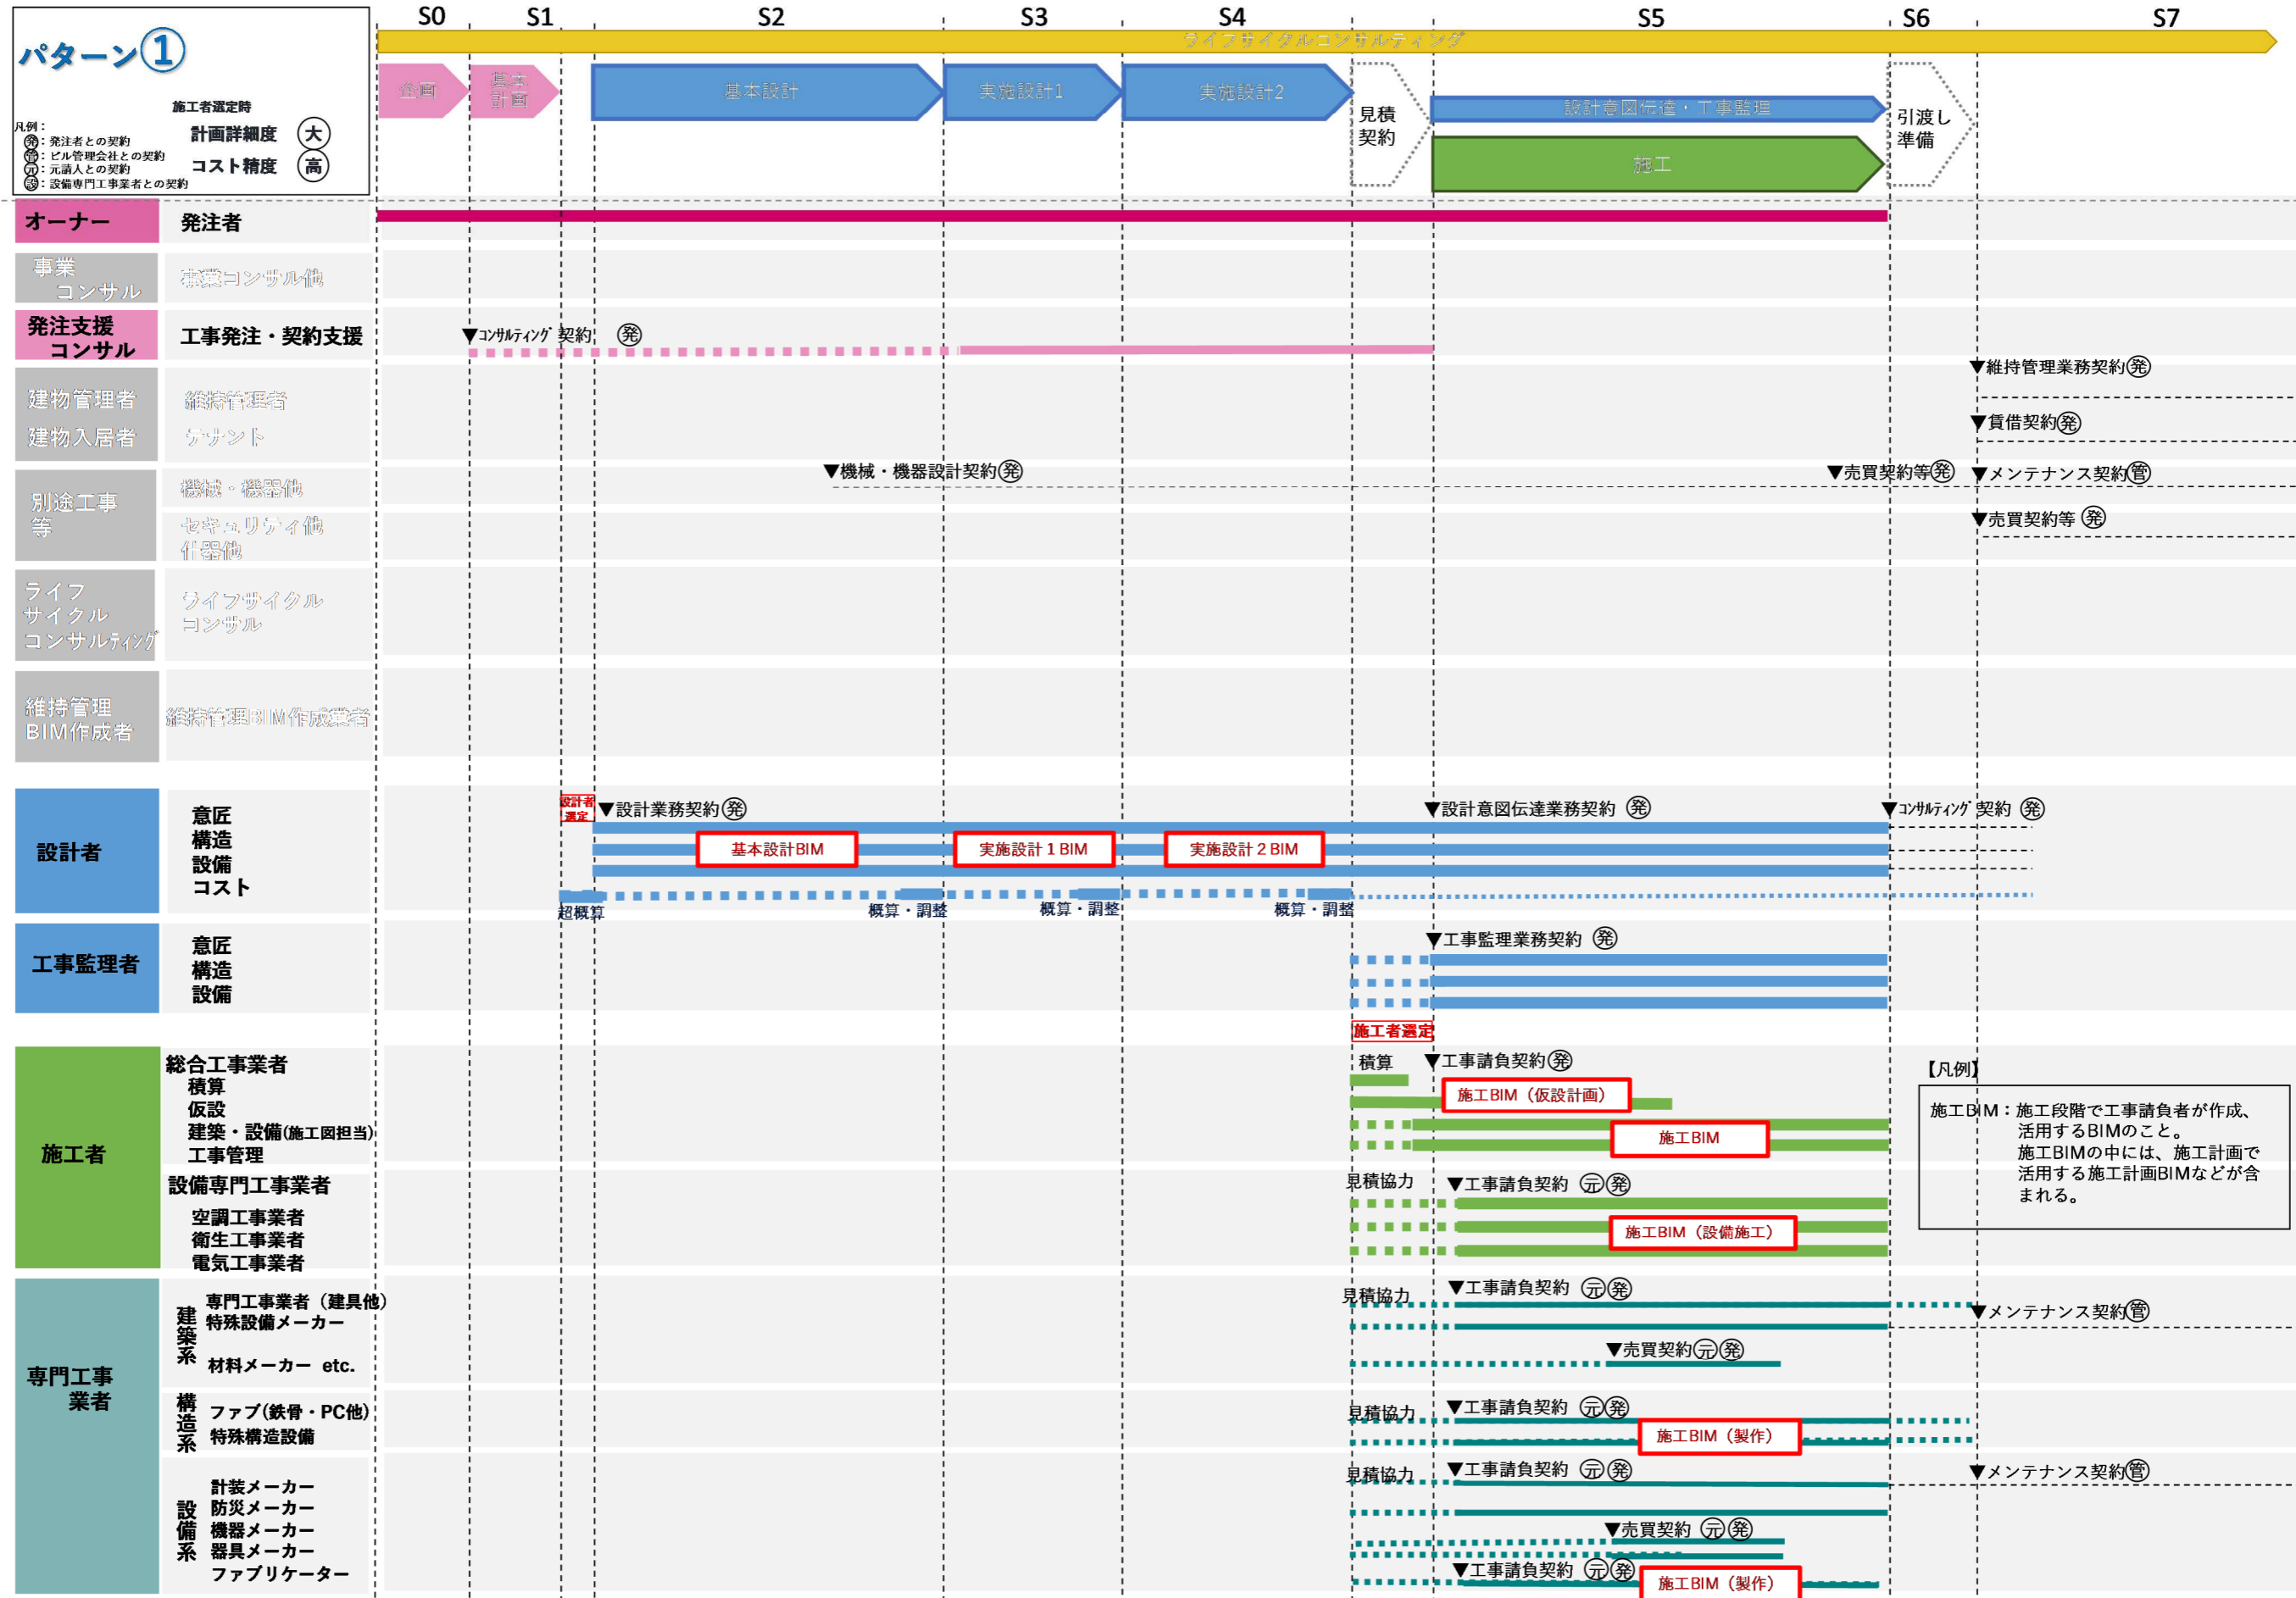 S0 S1 S2 S3 S4 S5 S6 S7
パターン①
施工者選定時
計画詳細度 大
コスト精度 高
凡例：
発：発注者との契約
管：ビル管理会社との契約
元：元請人との契約
設：設備専門工事業者との契約
ライフサイクルコンサルティング
企画
基本
計画
基本設計
実施設計1
実施設計2
見積
契約
設計意図伝達・工事監理
施工
引渡し
準備
オーナー
発注者
事業
コンサル
事業コンサル他
発注支援
コンサル
工事発注・契約支援
▼ｺﾝｻﾙﾃｨﾝｸﾞ契約 発
建物管理者
維持管理者
▼維持管理業務契約発
建物入居者
テナント
▼賃借契約発
別途工事
等
機械・機器他
▼機械・機器設計契約発
▼売買契約等発
▼メンテナンス契約管
セキュリティ他
什器他
▼売買契約等 発
ライフ
サイクル
コンサルﾃｨﾝｸﾞ
ライフサイクル
コンサル
維持管理
BIM作成者
維持管理BIM作成業者
設計者
意匠
構造
設備
コスト
設計者
選定
▼設計業務契約発
▼設計意図伝達業務契約 発
▼ｺﾝｻﾙﾃｨﾝｸﾞ契約 発
基本設計BIM
実施設計１BIM
実施設計２BIM
超概算
概算・調整
概算・調整
概算・調整
工事監理者
意匠
構造
設備
▼工事監理業務契約 発
施工者選定
施工者
総合工事業者
積算
仮設
建築・設備(施工図担当)
工事管理
積算
▼工事請負契約発
施工BIM（仮設計画）
施工BIM
【凡例】
施工BIM：施工段階で工事請負者が作成、
活用するBIMのこと。
施工BIMの中には、施工計画で
活用する施工計画BIMなどが含
まれる。
設備専門工事業者
空調工事業者
衛生工事業者
電気工事業者
見積協力
▼工事請負契約 元発
施工BIM（設備施工）
専門工事
業者
建築系
専門工事業者（建具他）
特殊設備メーカー
材料メーカー etc.
見積協力
▼工事請負契約 元発
▼メンテナンス契約管
▼売買契約元発
構造系
ファブ(鉄骨・PC他)
特殊構造設備
見積協力
▼工事請負契約 元発
施工BIM（製作）
設備系
計装メーカー
防災メーカー
機器メーカー
器具メーカー
ファブリケーター
見積協力
▼工事請負契約 元発
▼メンテナンス契約管
▼売買契約 元発
▼工事請負契約 元発
施工BIM（製作）